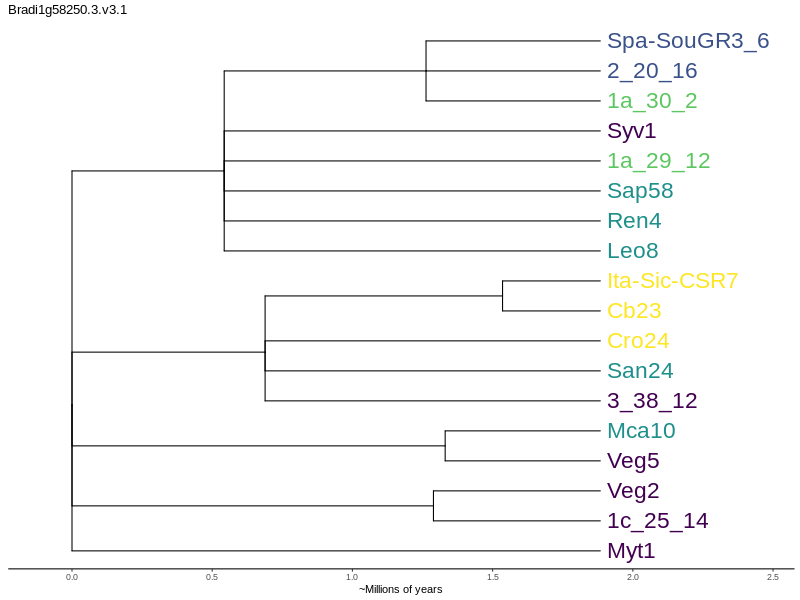 Bradi1g58250.3.v3.1
Spa-SouGR3_6
2_20_16
1a_30_2
Syv1
1a_29_12
Sap58
Ren4
Leo8
Ita-Sic-CSR7
Cb23
Cro24
San24
3_38_12
Mca10
Veg5
Veg2
1c_25_14
Myt1
0.0 0.5 1.0 1.5 2.0 2.5
~Millions of years